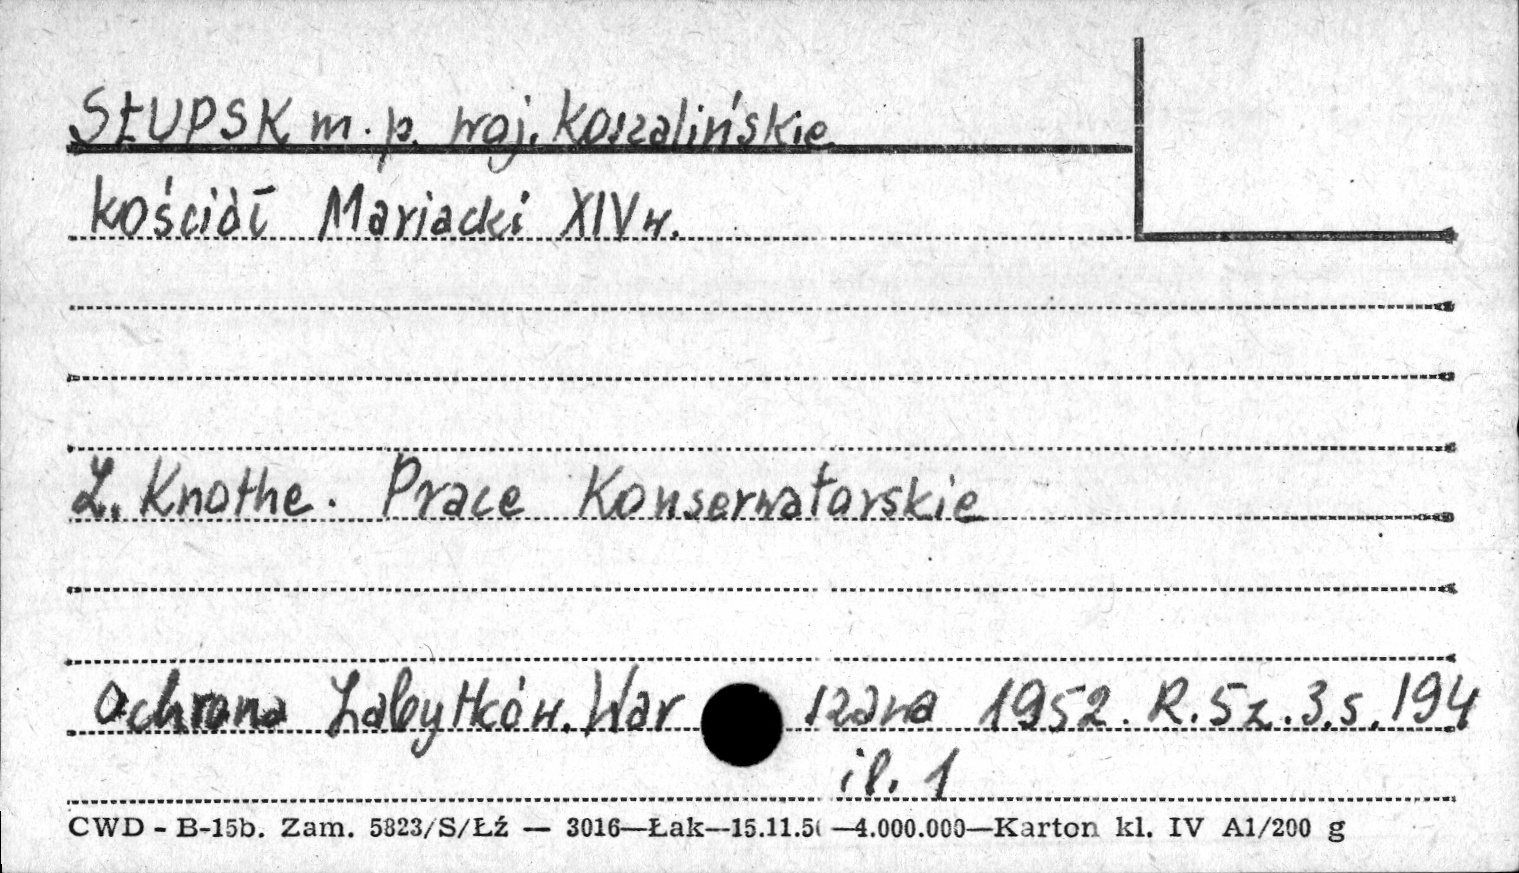 SŁUPSK m. p. woj. koszalińskie
kościół Mariacki XIV w.
L. Knothe. Prace Konserwatorskie
Ochrona Zabytków. War szawa 1952. R. 5 z. 3. s. 194
il. 1
CWD - B-15b. Zam. 5823/S/Łź — 3016—Łak—15.11.5 —4.000.000—Karton kl. IV A1/200 g